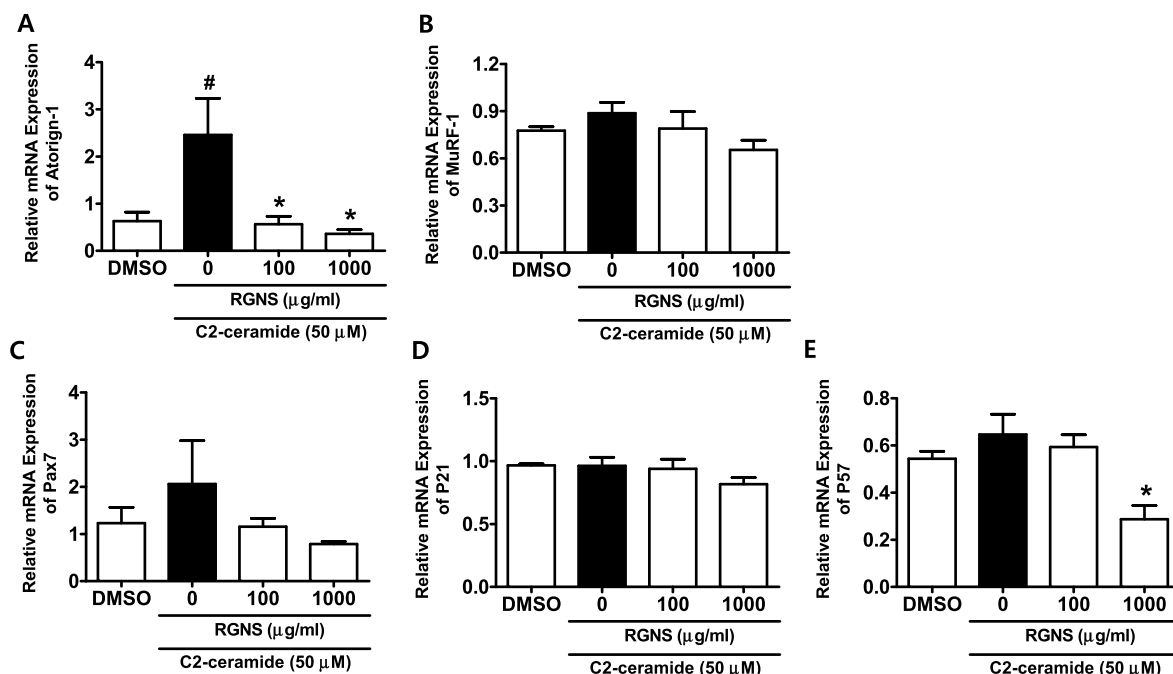 A
Relative mRNA Expression
of Atorign-1
4
3
2
1
0
#
*
*
DMSO
0
100
1000
RGNS (μg/ml)
C2-ceramide (50 μM)
B
Relative mRNA Expression
of MuRF-1
1.2
0.9
0.6
0.3
0.0
DMSO
0
100
1000
RGNS (μg/ml)
C2-ceramide (50 μM)
C
Relative mRNA Expression
of Pax7
4
3
2
1
0
DMSO
0
100
1000
RGNS (μg/ml)
C2-ceramide (50 μM)
D
Relative mRNA Expression
of P21
1.5
1.0
0.5
0.0
DMSO
0
100
1000
RGNS (μg/ml)
C2-ceramide (50 μM)
E
Relative mRNA Expression
of P57
0.8
0.6
0.4
0.2
0.0
*
DMSO
0
100
1000
RGNS (μg/ml)
C2-ceramide (50 μM)